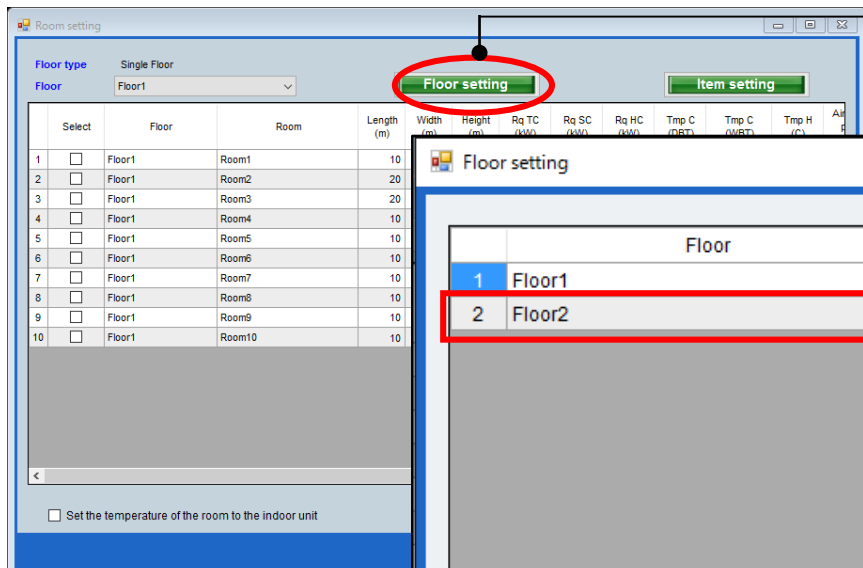 Room setting
Floor type Single Floor
Floor Floor1 Floor setting Item setting
Select Floor Room Length (m) Width (m) Height (m) Rq TC (kW) Rq SC (kW) Rq HC (kW) Tmp C (DBT) Tmp C (WBT) Tmp H (C) Air
1 Floor1 Room1 10
2 Floor1 Room2 20
3 Floor1 Room3 20
4 Floor1 Room4 10
5 Floor1 Room5 10
6 Floor1 Room6 10
7 Floor1 Room7 10
8 Floor1 Room8 10
9 Floor1 Room9 10
10 Floor1 Room10 10
Set the temperature of the room to the indoor unit
Floor setting
Floor
1 Floor1
2 Floor2